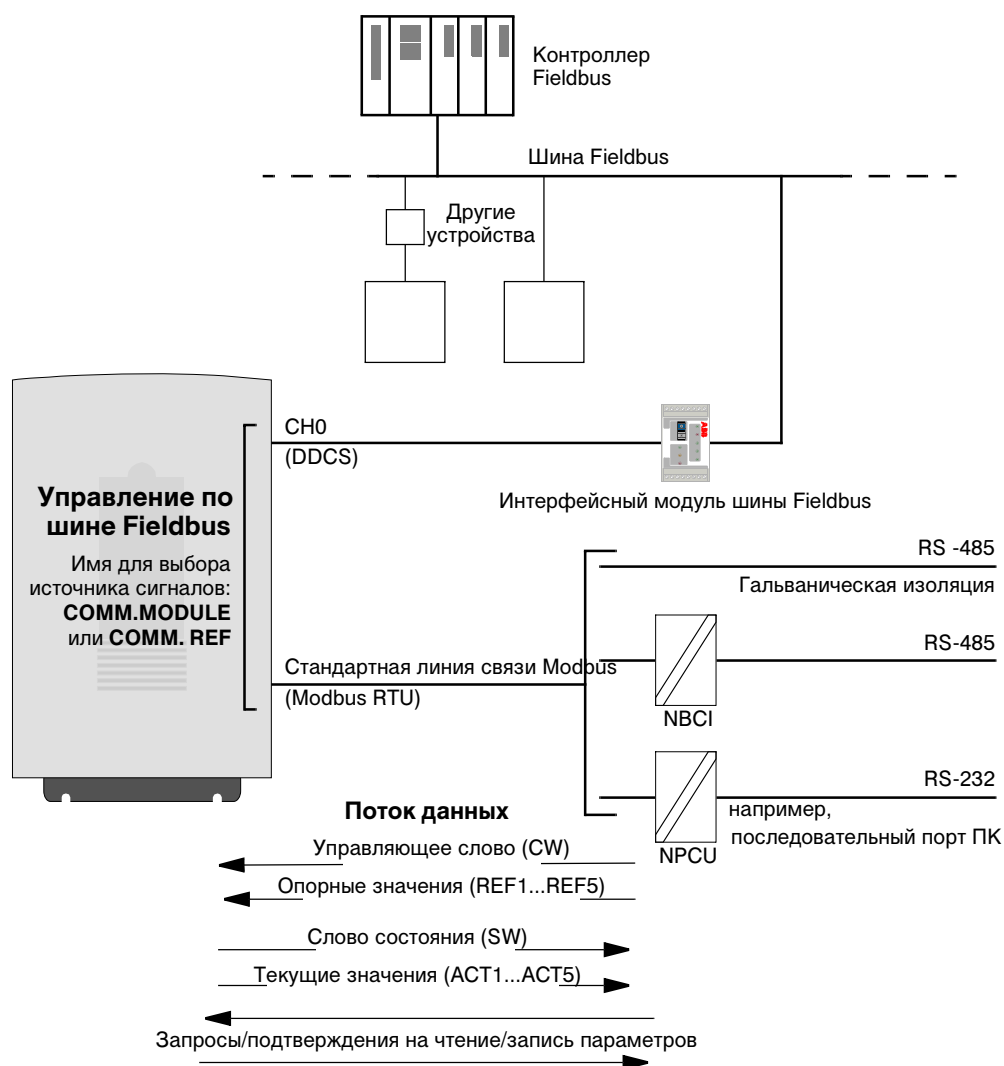 Контроллер
Fieldbus
Шина Fieldbus
Другие
устройства
CH0
(DDCS)
ABB
Интерфейсный модуль шины Fieldbus
Управление по
шине Fieldbus
Имя для выбора
источника сигналов:
COMM.MODULE
или COMM. REF
RS -485
Гальваническая изоляция
Стандартная линия связи Modbus
(Modbus RTU)
RS-485
NBCI
RS-232
например,
последовательный порт ПК
NPCU
Поток данных
Управляющее слово (CW)
Опорные значения (REF1...REF5)
Слово состояния (SW)
Текущие значения (ACT1...ACT5)
Запросы/подтверждения на чтение/запись параметров